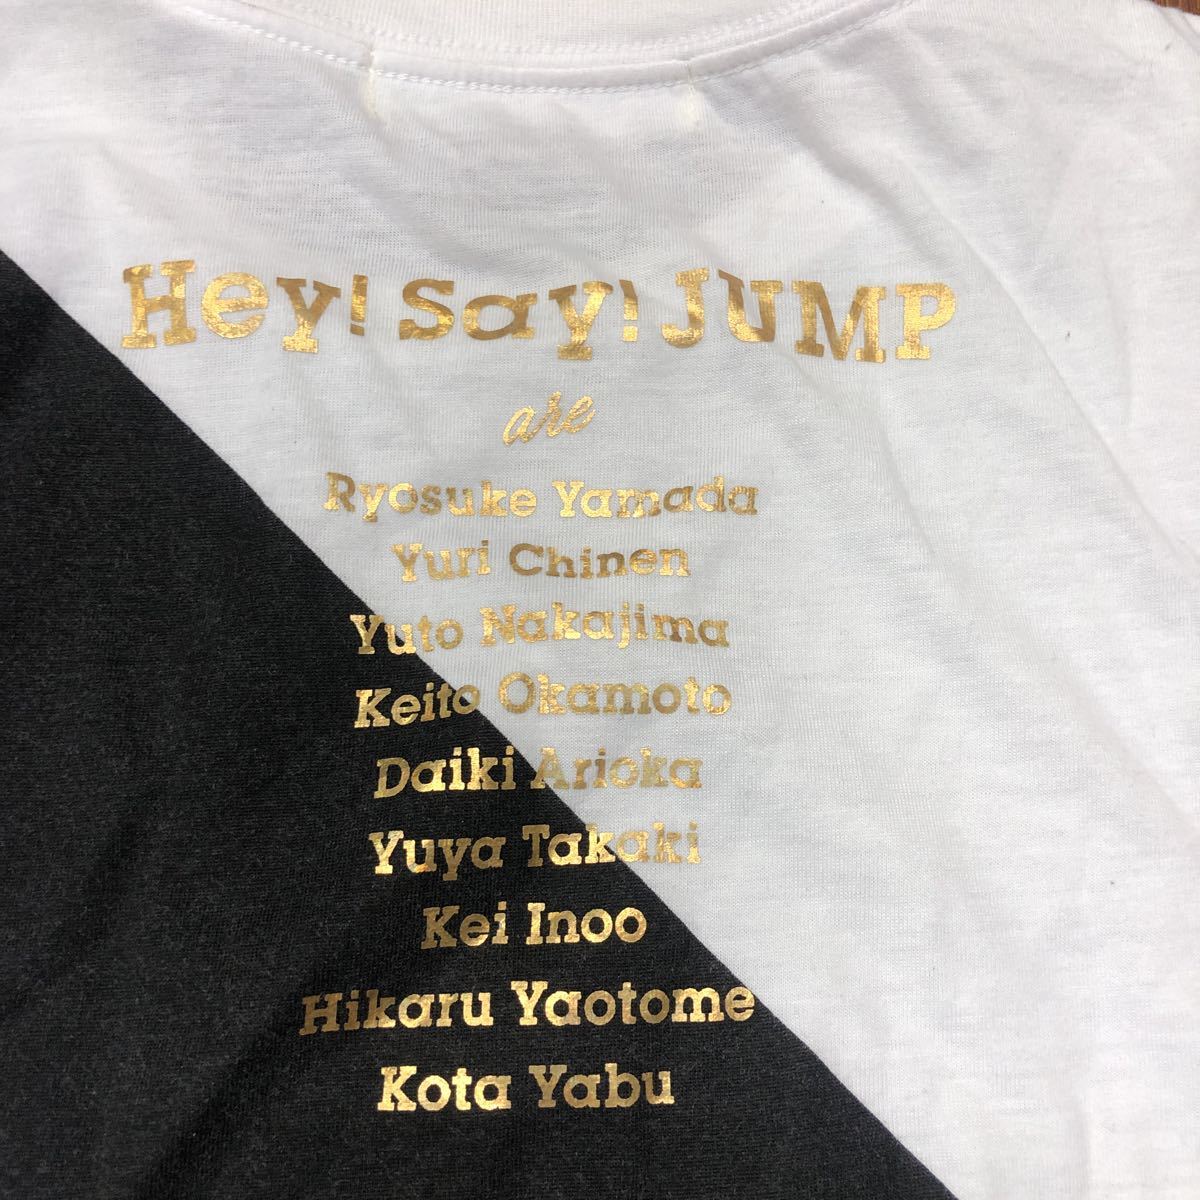 Hey! Say! JUMP
are
Ryosuke Yamada
Yuri Chinen
Yuto Nakajima
Keito Okamoto
Daiki Arioka
Yuya Takaki
Kei Inoo
Hikaru Yaotome
Kota Yabu